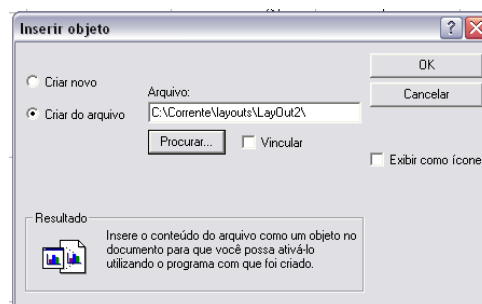 Inserir objeto
OK
Cancelar
Criar novo
Criar do arquivo
Arquivo:
C:\Corrente\layouts\LayOut2\
Procurar...
Vincular
Exibir como ícone
Resultado
Insere o conteúdo do arquivo como um objeto no
documento para que você possa ativá-lo
utilizando o programa com que foi criado.